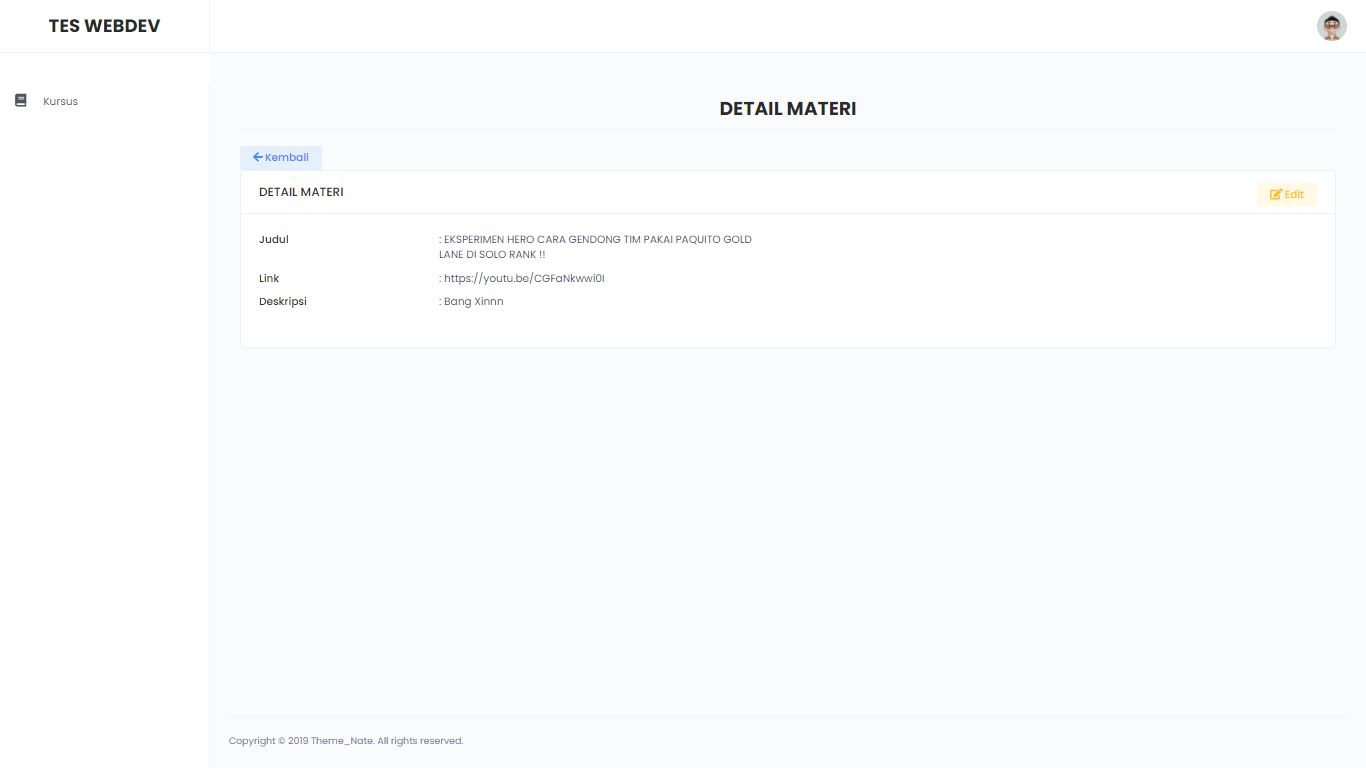 TES WEBDEV
Kursus
DETAIL MATERI
Kembali
DETAIL MATERI
Edit
Judul : EKSPERIMEN HERO CARA GENDONG TIM PAKAI PAQUITO GOLD
LANE DI SOLO RANK !!
Link : https://youtu.be/CGFaNkwwi0I
Deskripsi : Bang Xinnn
Copyright © 2019 Theme_Nate. All rights reserved.